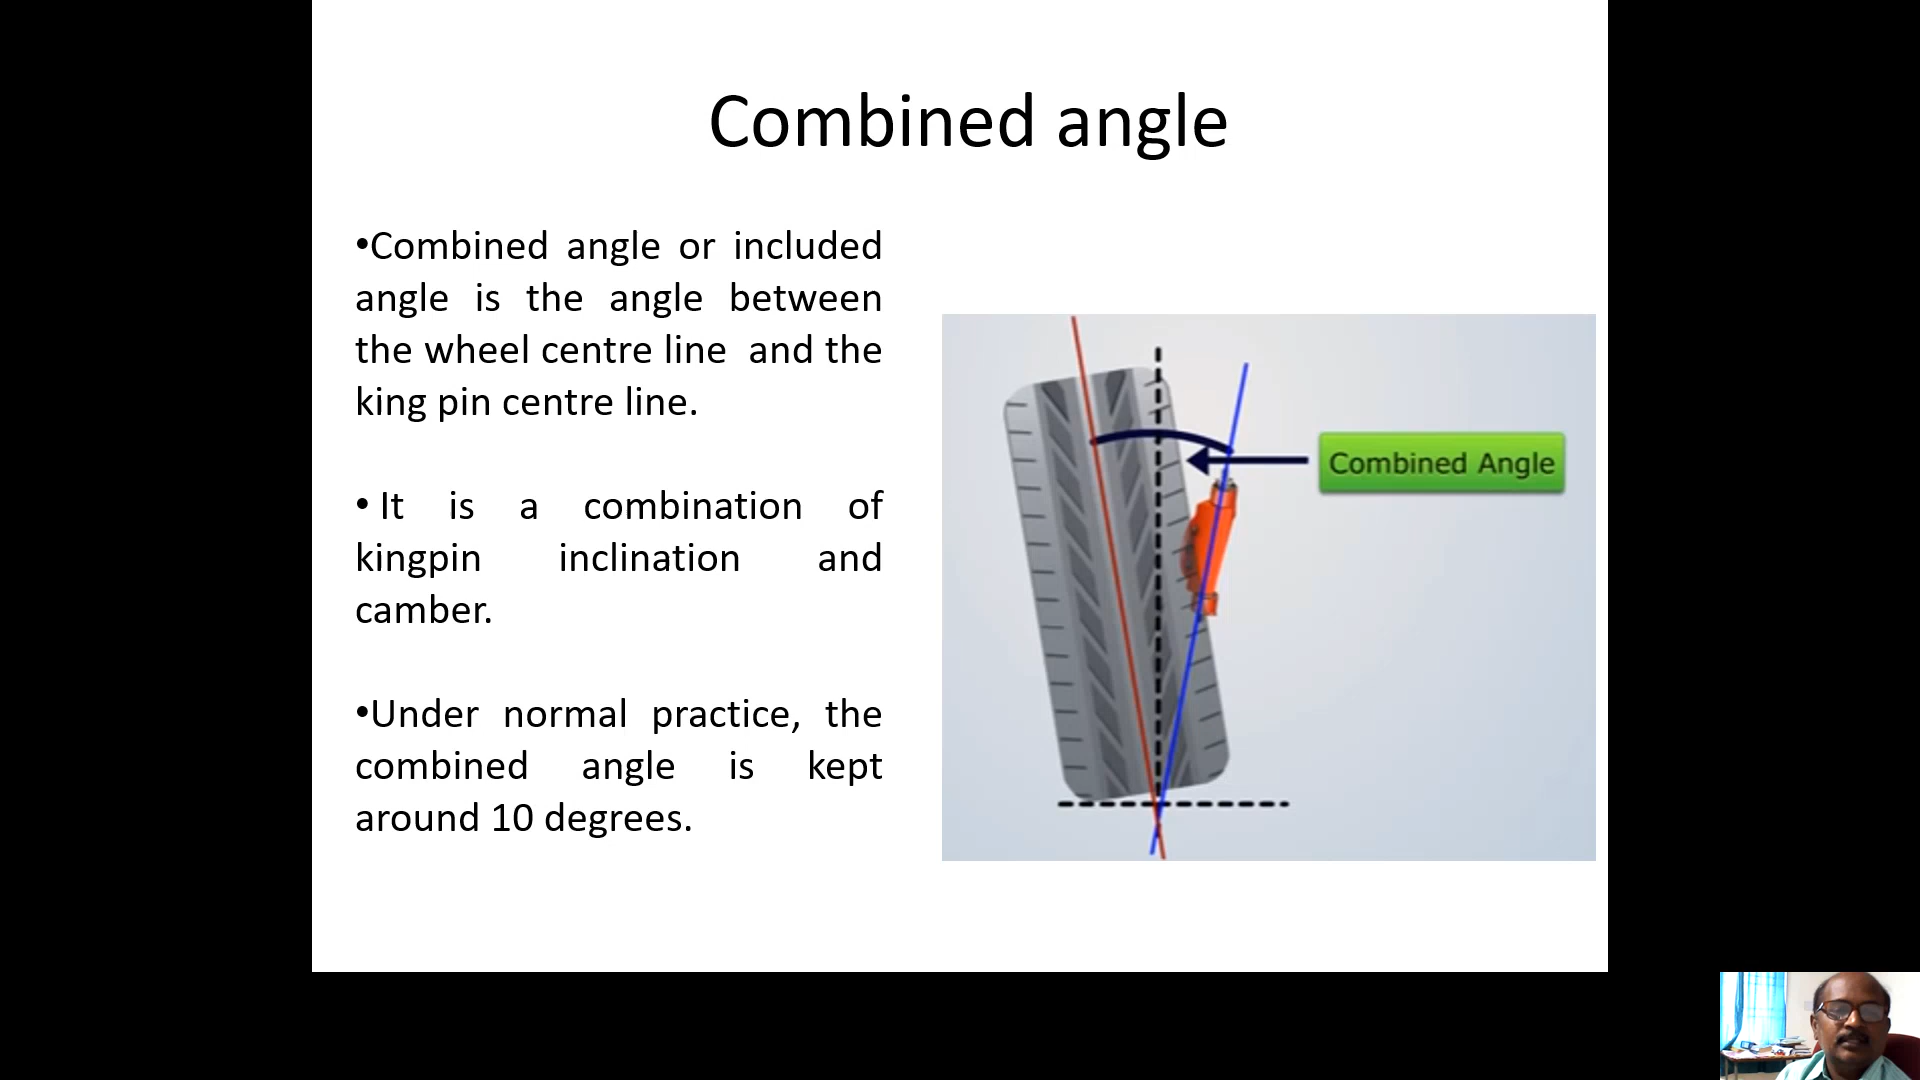 Combined angle
•Combined angle or included
angle is the angle between
the wheel centre line and the
king pin centre line.
• It is a combination of
kingpin inclination and
camber.
•Under normal practice, the
combined angle is kept
around 10 degrees.
Combined Angle